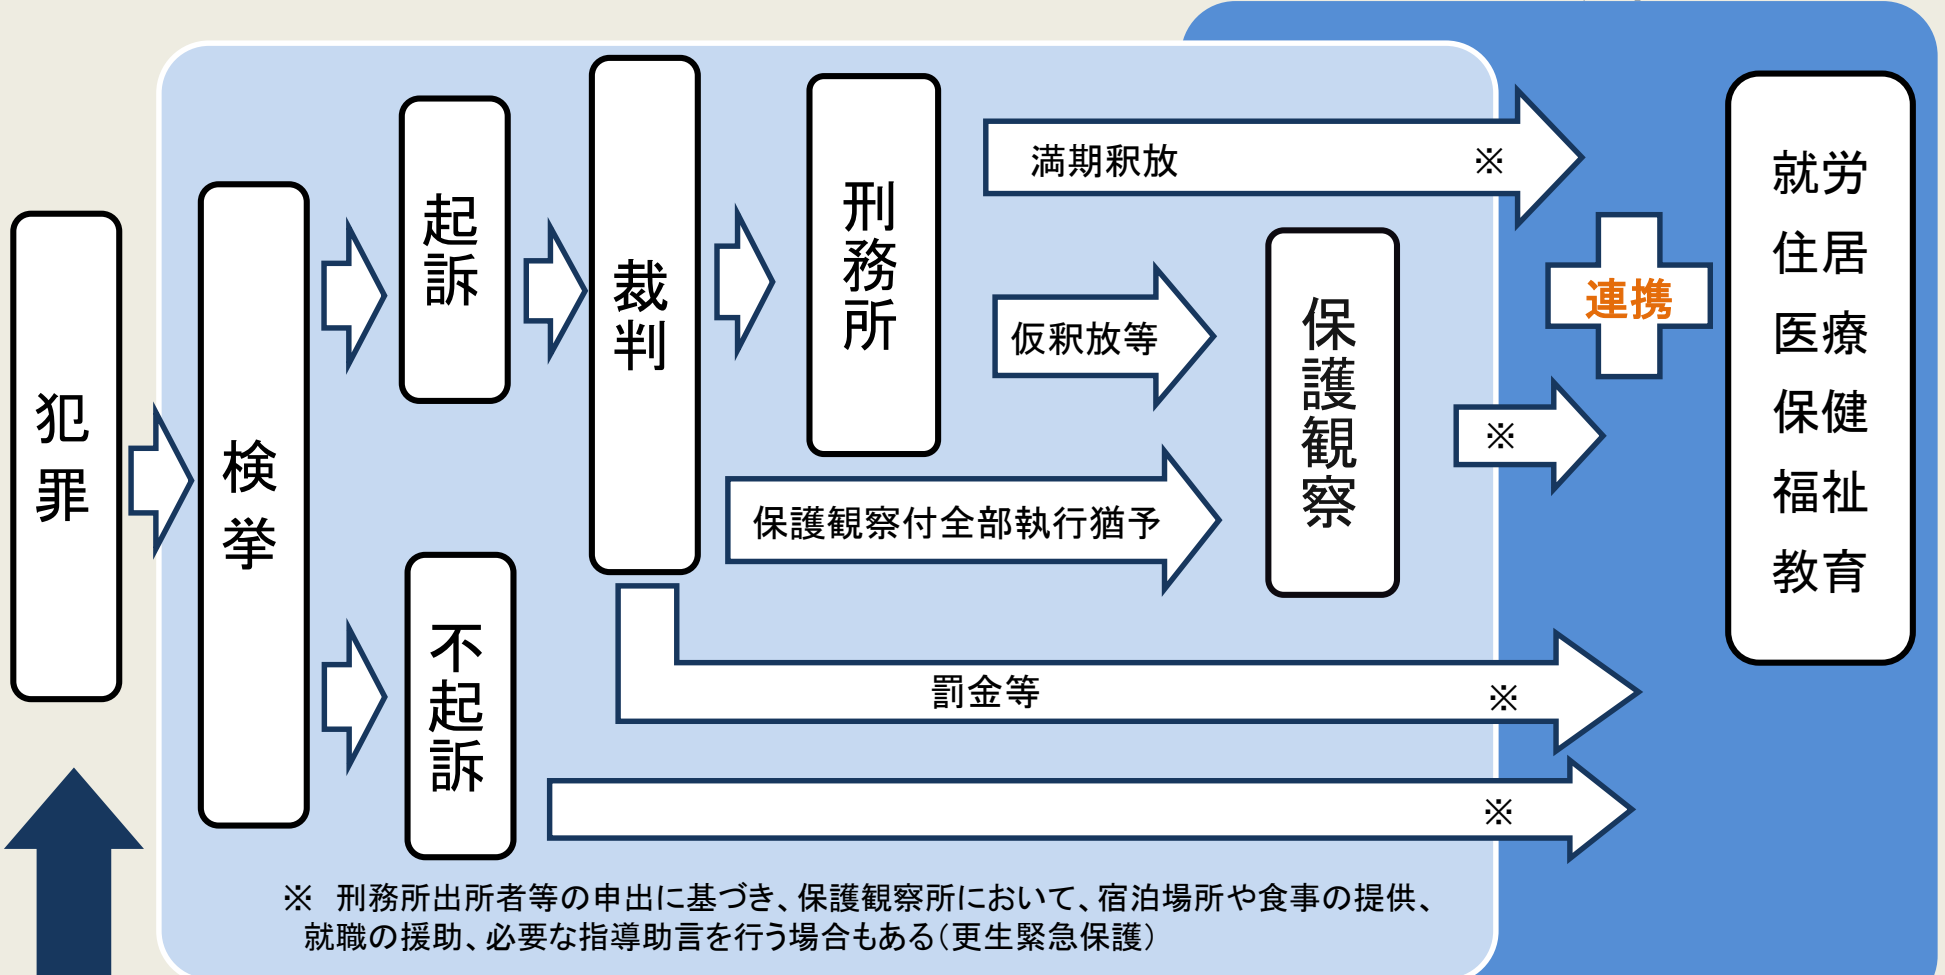 犯罪
検挙
起訴
不起訴
裁判
刑務所
満期釈放 ※
仮釈放等
保護観察付全部執行猶予
保護観察
※
罰金等 ※
※
連携
就労
住居
医療
保健
福祉
教育
※ 刑務所出所者等の申出に基づき、保護観察所において、宿泊場所や食事の提供、
就職の援助、必要な指導助言を行う場合もある(更生緊急保護)